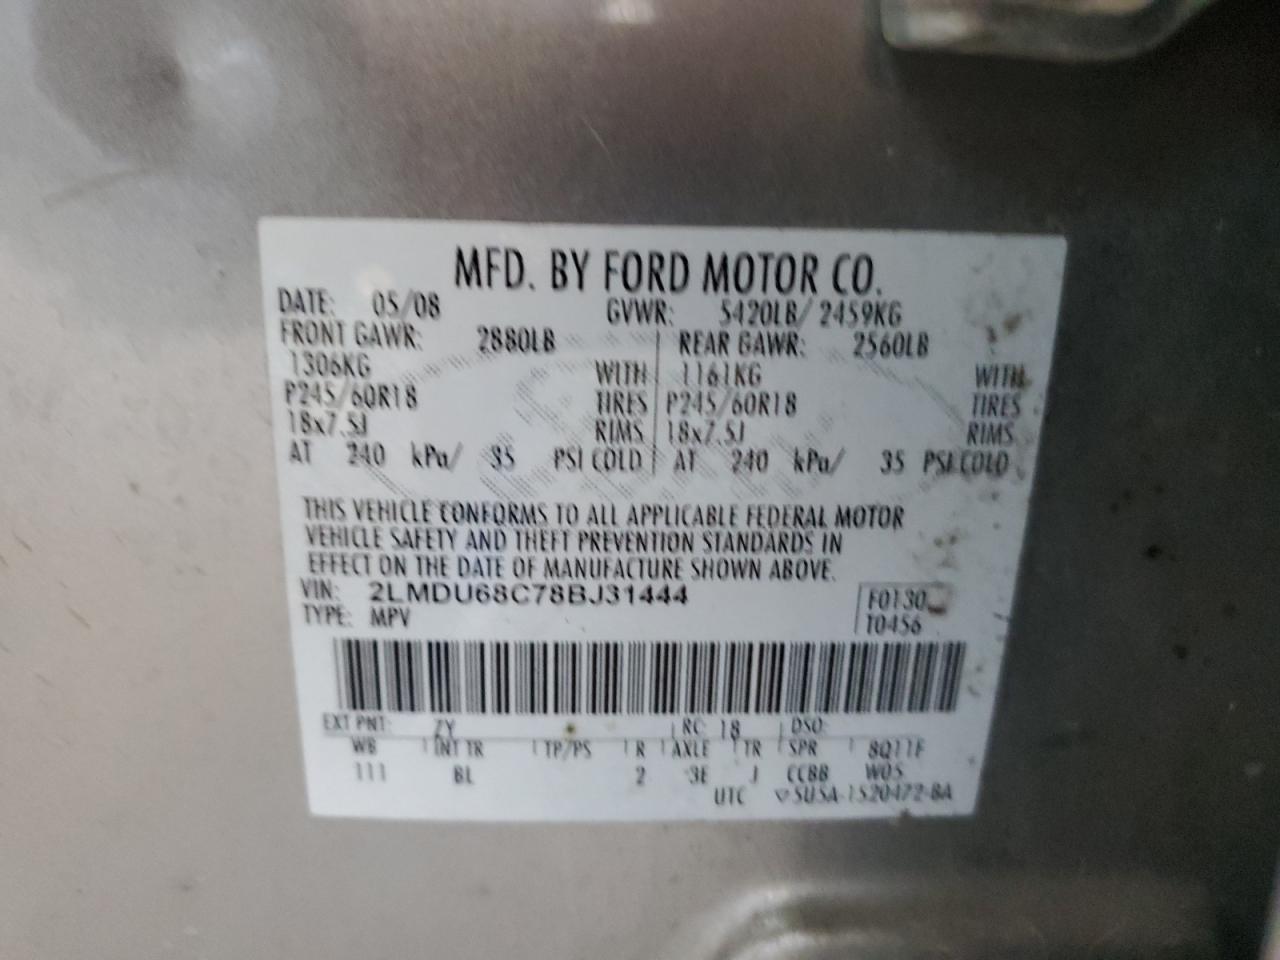 MFD. BY FORD MOTOR CO.
DATE: 05/08 GVWR: 5420LB/ 2459KG
FRONT GAWR: 2880LB REAR GAWR: 2560LB
1306KG WITH 1161KG WITH
P245/60R18 TIRES P245/60R18 TIRES
18x7.5J RIMS 18x7.5J RIMS
AT 240 kPa/ 35 PSI COLD AT 240 kPa/ 35 PSI COLD
THIS VEHICLE CONFORMS TO ALL APPLICABLE FEDERAL MOTOR
VEHICLE SAFETY AND THEFT PREVENTION STANDARDS IN
EFFECT ON THE DATE OF MANUFACTURE SHOWN ABOVE.
VIN: 2LMDU68C78BJ31444 F0130
TYPE: MPV T0456
EXT PNT: ZY RC: 18 DSO:
WB INT TR TP/PS R AXLE TR SPR 8Q11F
111 BL 2 3E J CCBB W05
UTC ▽5U5A-1520472-BA